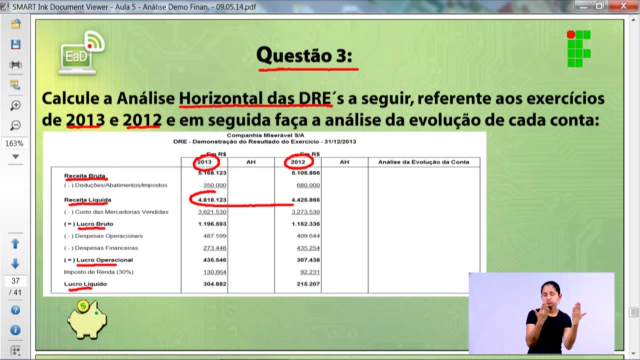 SMART Ink Document Viewer - Aula 5 - Análise Demo Finan. - 09.05.14.pdf
EaD
Questão 3:
Calcule a Análise Horizontal das DRE´s a seguir, referente aos exercícios
de 2013 e 2012 e em seguida faça a análise da evolução de cada conta:
Companhia Miserável S/A
DRE - Demonstração do Resultado do Exercício - 31/12/2013
Em R$ Em R$
2013 AH 2012 AH Análise da Evolução da Conta
Receita Bruta 5.168.123 5.105.866
( - ) Deduções/Abatimentos/Impostos 350.000 680.000
Receita Líquida 4.818.123 4.425.866
( - ) Custo das Mercadorias Vendidas 3.621.530 3.273.530
( = ) Lucro Bruto 1.196.593 1.152.336
( - ) Despesas Operacionais 487.599 409.644
( - ) Despesas Financeiras 273.448 435.254
( = ) Lucro Operacional 435.546 307.438
Imposto de Renda (30%) 130.664 92.231
Lucro Líquido 304.882 215.207
163%
37
/ 41